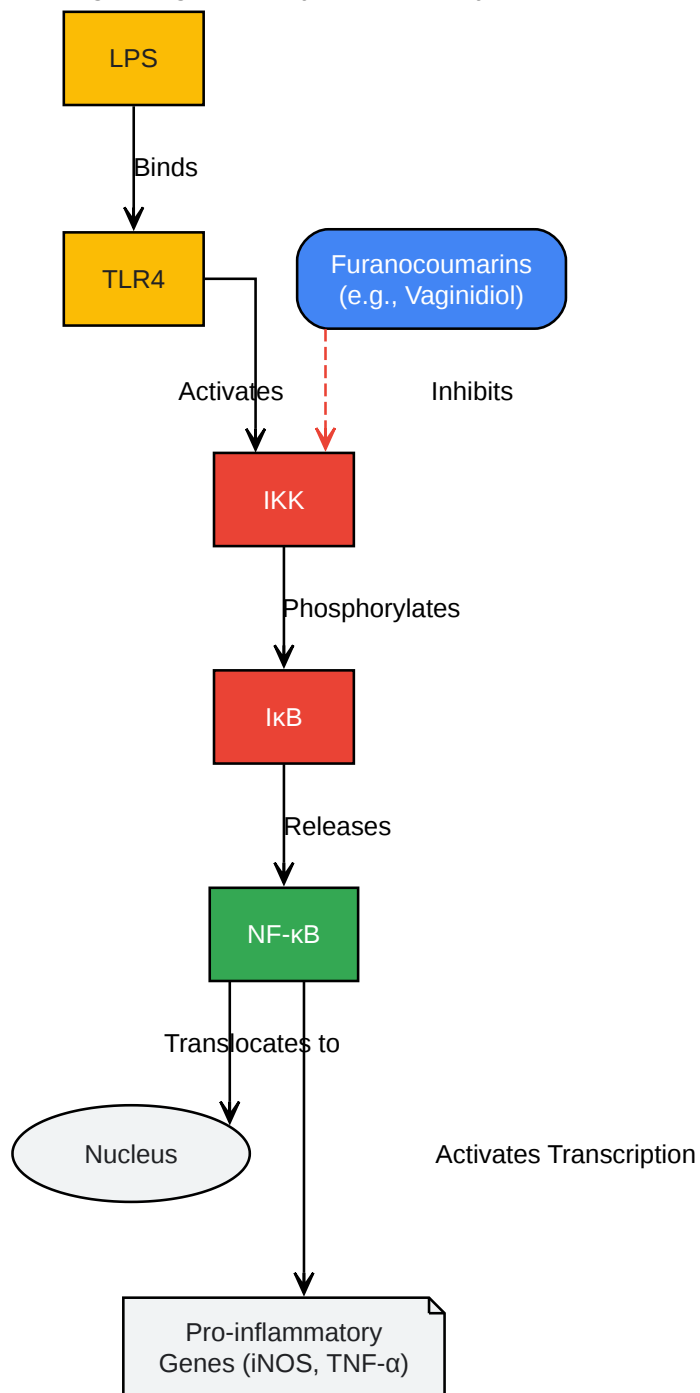 LPS
Binds
TLR4
Furanocoumarins
(e.g., Vaginidiol)
Activates
Inhibits
IKK
Phosphorylates
IκB
Releases
NF-κB
Translocates to
Nucleus
Activates Transcription
Pro-inflammatory
Genes (iNOS, TNF-α)